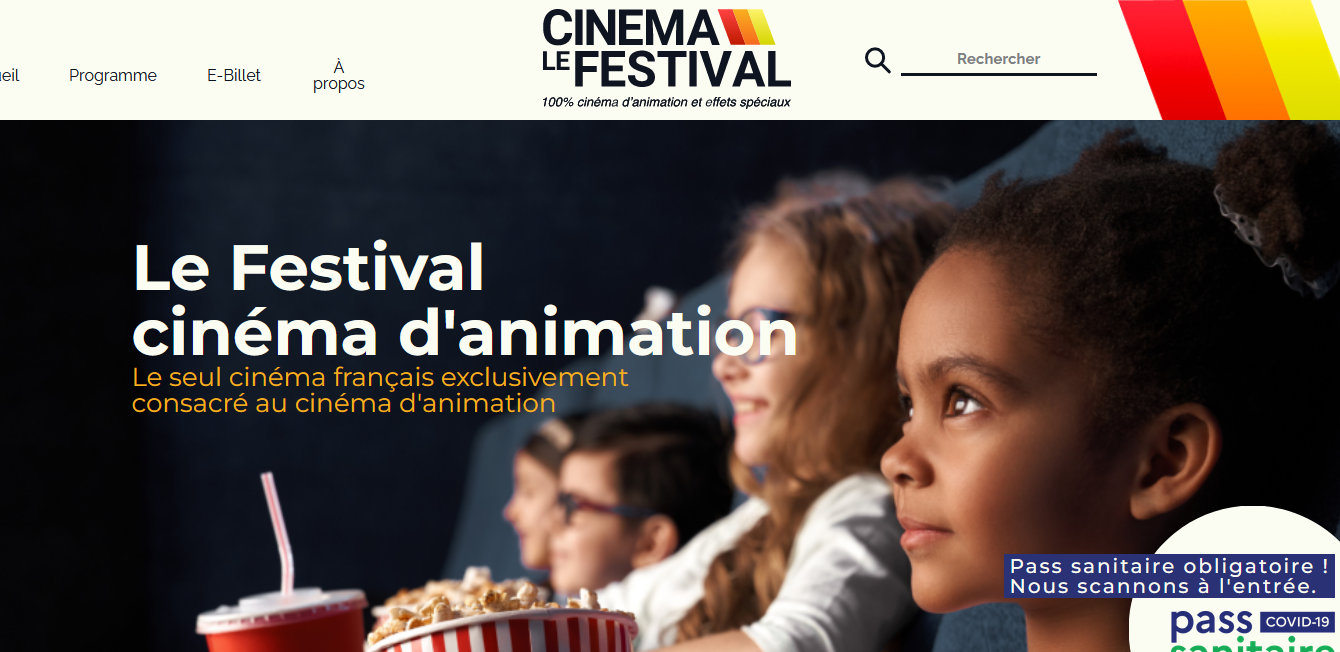 CINEMA
LE FESTIVAL
100% cinéma d'animation et effets spéciaux
eil
Programme
E-Billet
À
propos
Rechercher
Le Festival
cinéma d'animation
Le seul cinéma français exclusivement
consacré au cinéma d'animation
Pass sanitaire obligatoire !
Nous scannons à l'entrée.
pass COVID-19
sanitaire